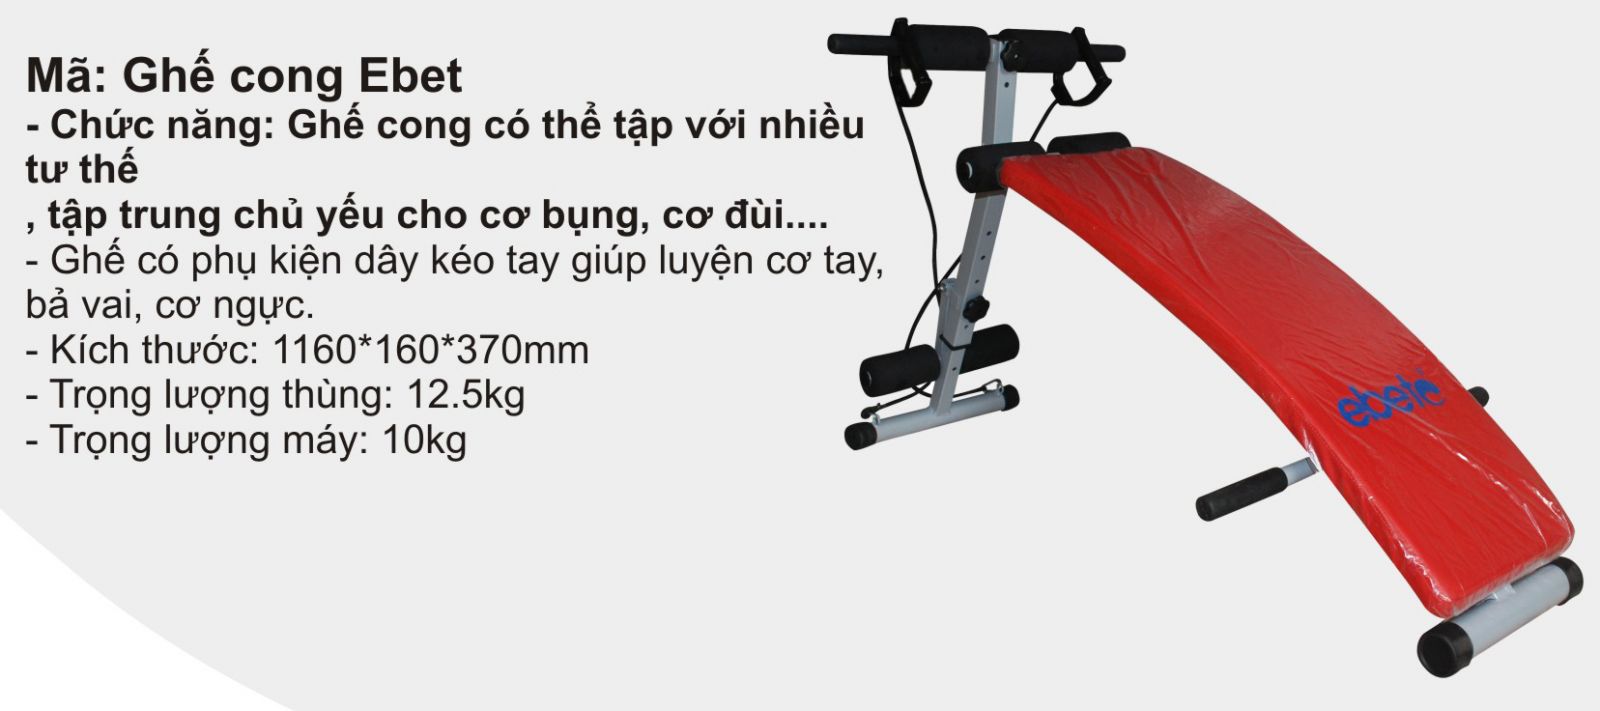 Mã: Ghế cong Ebet
- Chức năng: Ghế cong có thể tập với nhiều
tư thế
, tập trung chủ yếu cho cơ bụng, cơ đùi....
- Ghế có phụ kiện dây kéo tay giúp luyện cơ tay,
bả vai, cơ ngực.
- Kích thước: 1160*160*370mm
- Trọng lượng thùng: 12.5kg
- Trọng lượng máy: 10kg
ebete